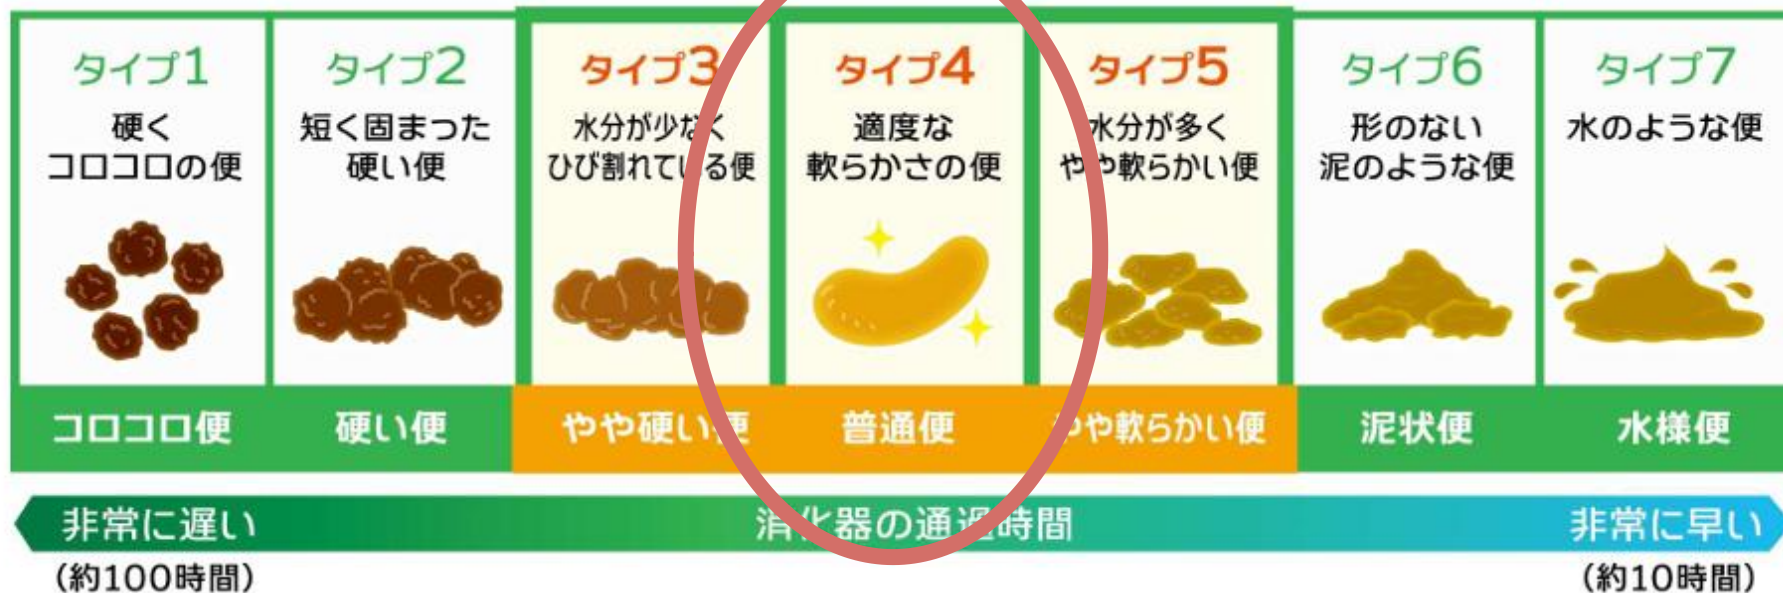 タイプ1
硬く
コロコロの便
コロコロ便
タイプ2
短く固まった
硬い便
硬い便
タイプ3
水分が少なく
ひび割れている便
やや硬い便
タイプ4
適度な
軟らかさの便
普通便
タイプ5
水分が多く
やや軟らかい便
やや軟らかい便
タイプ6
形のない
泥のような便
泥状便
タイプ7
水のような便
水様便
非常に遅い
(約100時間)
消化器の通過時間
非常に早い
(約10時間)